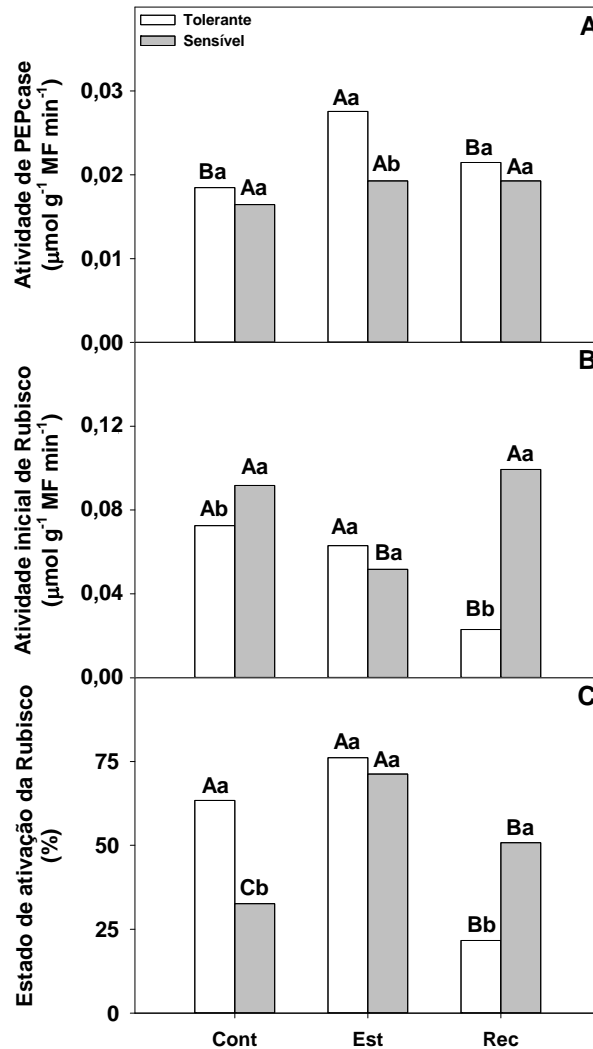 Tolerante
Sensível
A
Atividade de PEPcase
(μmol g⁻¹ MF min⁻¹)
0,03
0,02
0,01
0,00
Ba
Aa
Aa
Ab
Ba
Aa
B
Atividade inicial de Rubisco
(μmol g⁻¹ MF min⁻¹)
0,12
0,08
0,04
0,00
Ab
Aa
Aa
Ba
Bb
Aa
C
Estado de ativação da Rubisco
(%)
75
50
25
0
Aa
Cb
Aa
Aa
Bb
Ba
Cont
Est
Rec